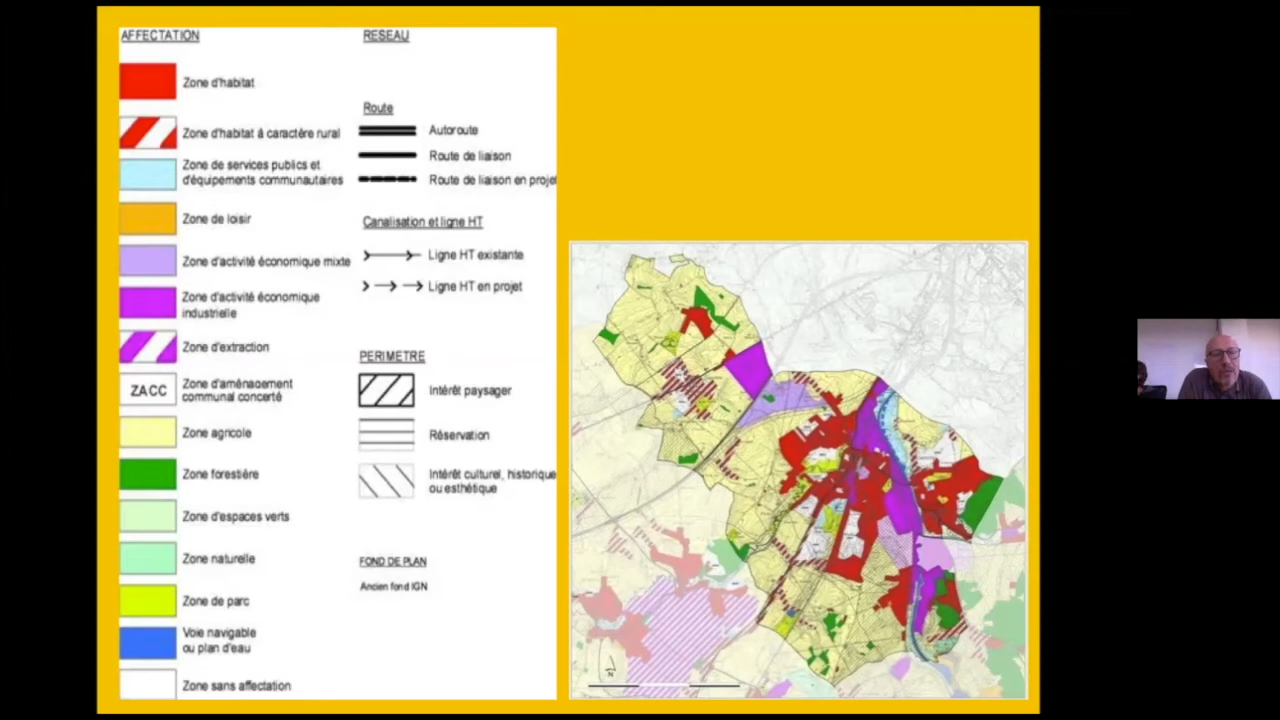 AFFECTATION
Zone d'habitat
Zone d'habitat à caractère rural
Zone de services publics et
d'équipements communautaires
Zone de loisir
Zone d'activité économique mixte
Zone d'activité économique
industrielle
Zone d'extraction
ZACC
Zone d'aménagement
communal concerté
Zone agricole
Zone forestière
Zone d'espaces verts
Zone naturelle
Zone de parc
Voie navigable
ou plan d'eau
Zone sans affectation
RESEAU
Route
Autoroute
Route de liaison
Route de liaison en projet
Canalisation et ligne HT
Ligne HT existante
Ligne HT en projet
PERIMETRE
Intérêt paysager
Réservation
Intérêt culturel, historique
ou esthétique
FOND DE PLAN
Ancien fond IGN
N